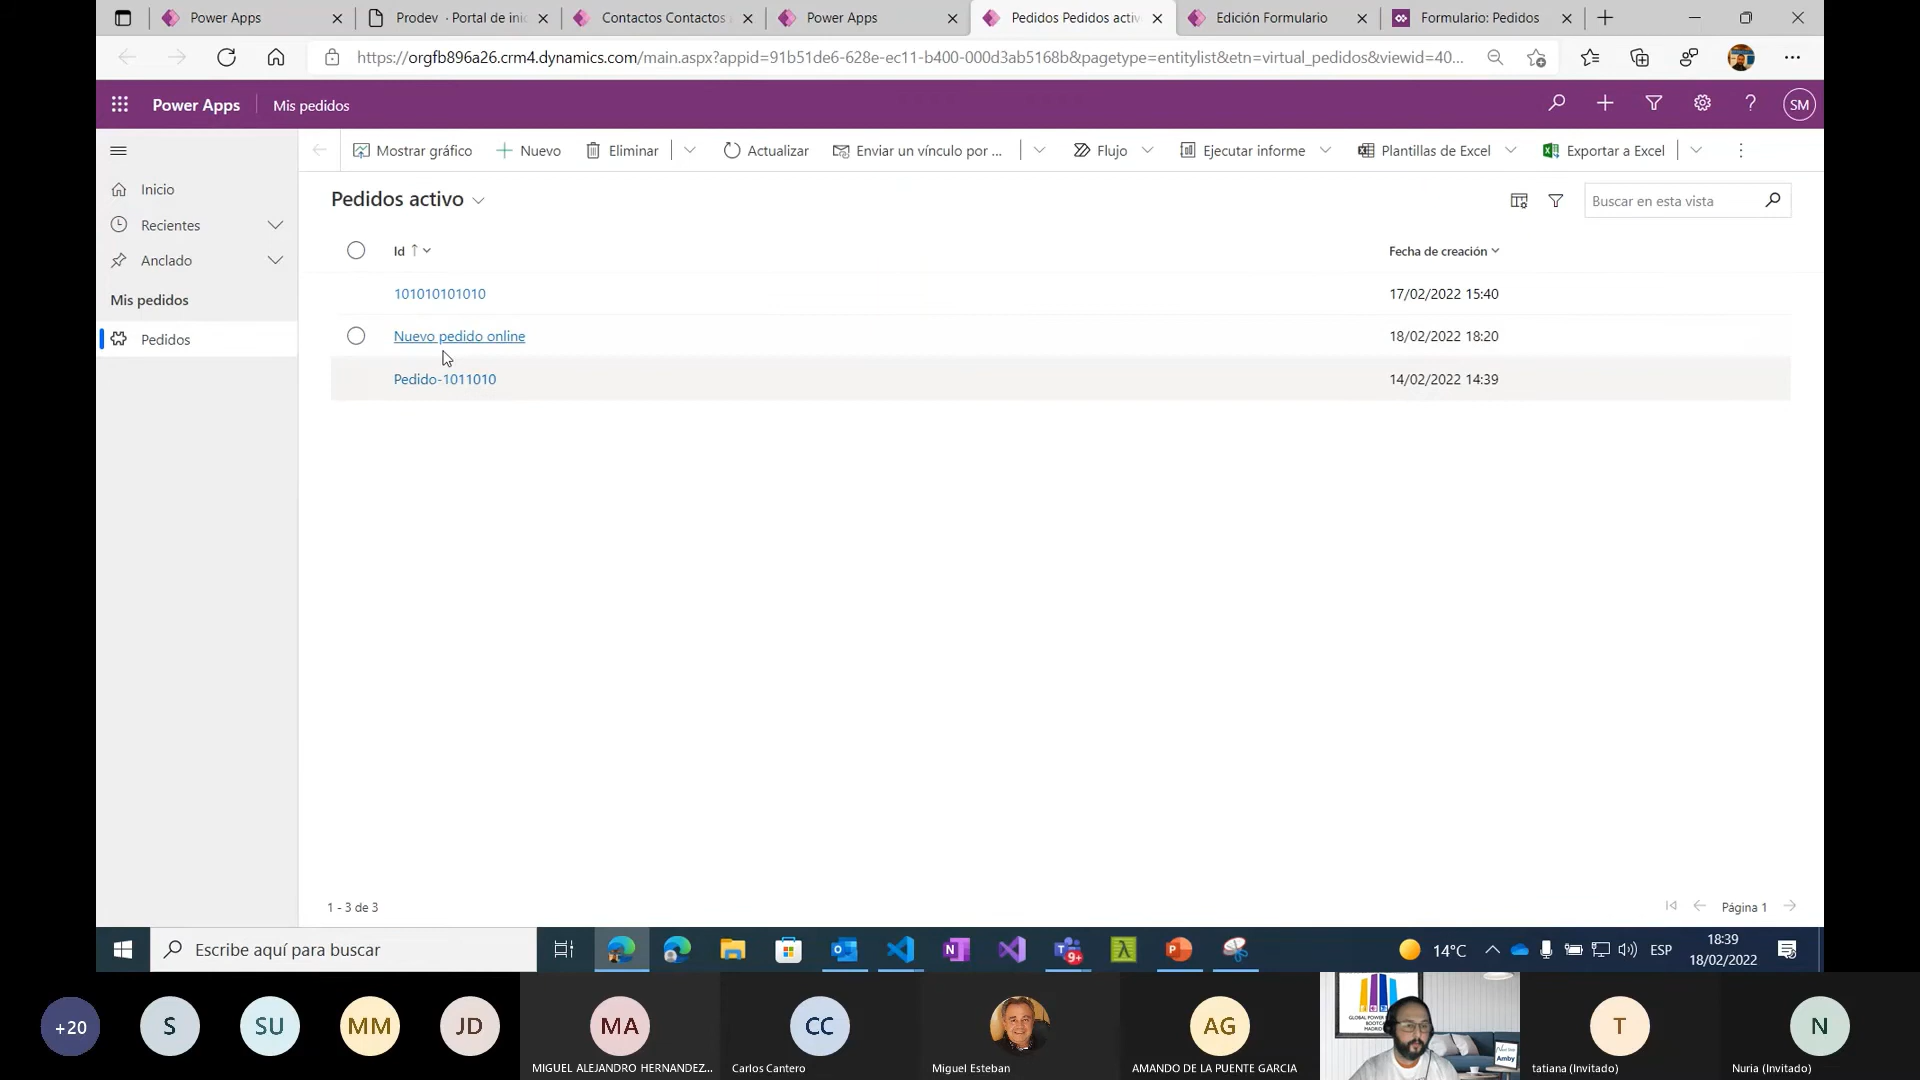 Power Apps
Prodev · Portal de ini
Contactos Contactos
Power Apps
Pedidos Pedidos activ
Edición Formulario
Formulario: Pedidos
https://orgfb896a26.crm4.dynamics.com/main.aspx?appid=91b51de6-628e-ec11-b400-000d3ab5168b&pagetype=entitylist&etn=virtual_pedidos&viewid=40...
Power Apps
Mis pedidos
SM
Mostrar gráfico
Nuevo
Eliminar
Actualizar
Enviar un vínculo por ...
Flujo
Ejecutar informe
Plantillas de Excel
Exportar a Excel
Inicio
Recientes
Anclado
Mis pedidos
Pedidos
Pedidos activo
Buscar en esta vista
Id
Fecha de creación
101010101010
17/02/2022 15:40
Nuevo pedido online
18/02/2022 18:20
Pedido-1011010
14/02/2022 14:39
1 - 3 de 3
Página 1
Escribe aquí para buscar
9+
14°C
ESP
18:39
18/02/2022
+20
S
SU
MM
JD
MA
MIGUEL ALEJANDRO HERNANDEZ...
CC
Carlos Cantero
Miguel Esteban
AG
AMANDO DE LA PUENTE GARCIA
Amby
T
tatiana (Invitado)
N
Nuria (Invitado)